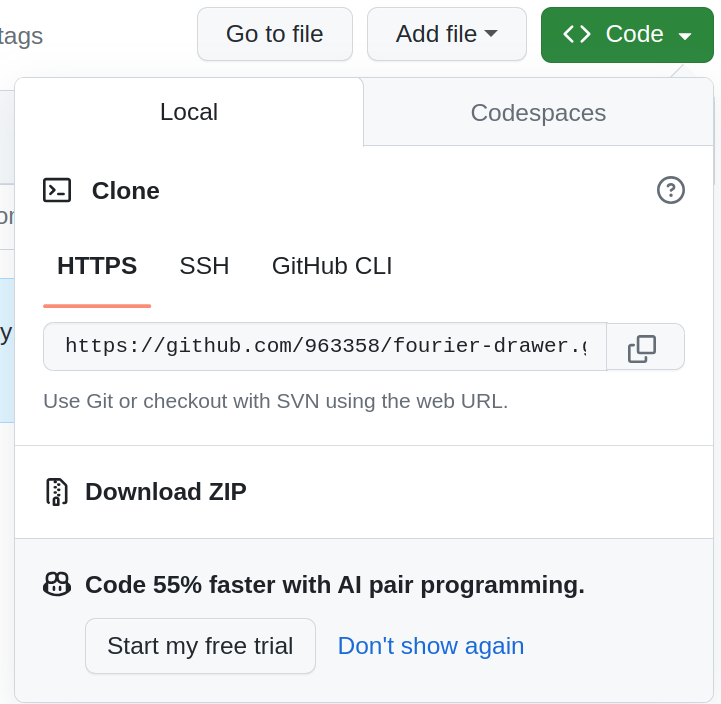 tags
Go to file
Add file
Code
Local
Codespaces
Clone
HTTPS
SSH
GitHub CLI
https://github.com/963358/fourier-drawer.g
Use Git or checkout with SVN using the web URL.
Download ZIP
Code 55% faster with AI pair programming.
Start my free trial
Don't show again